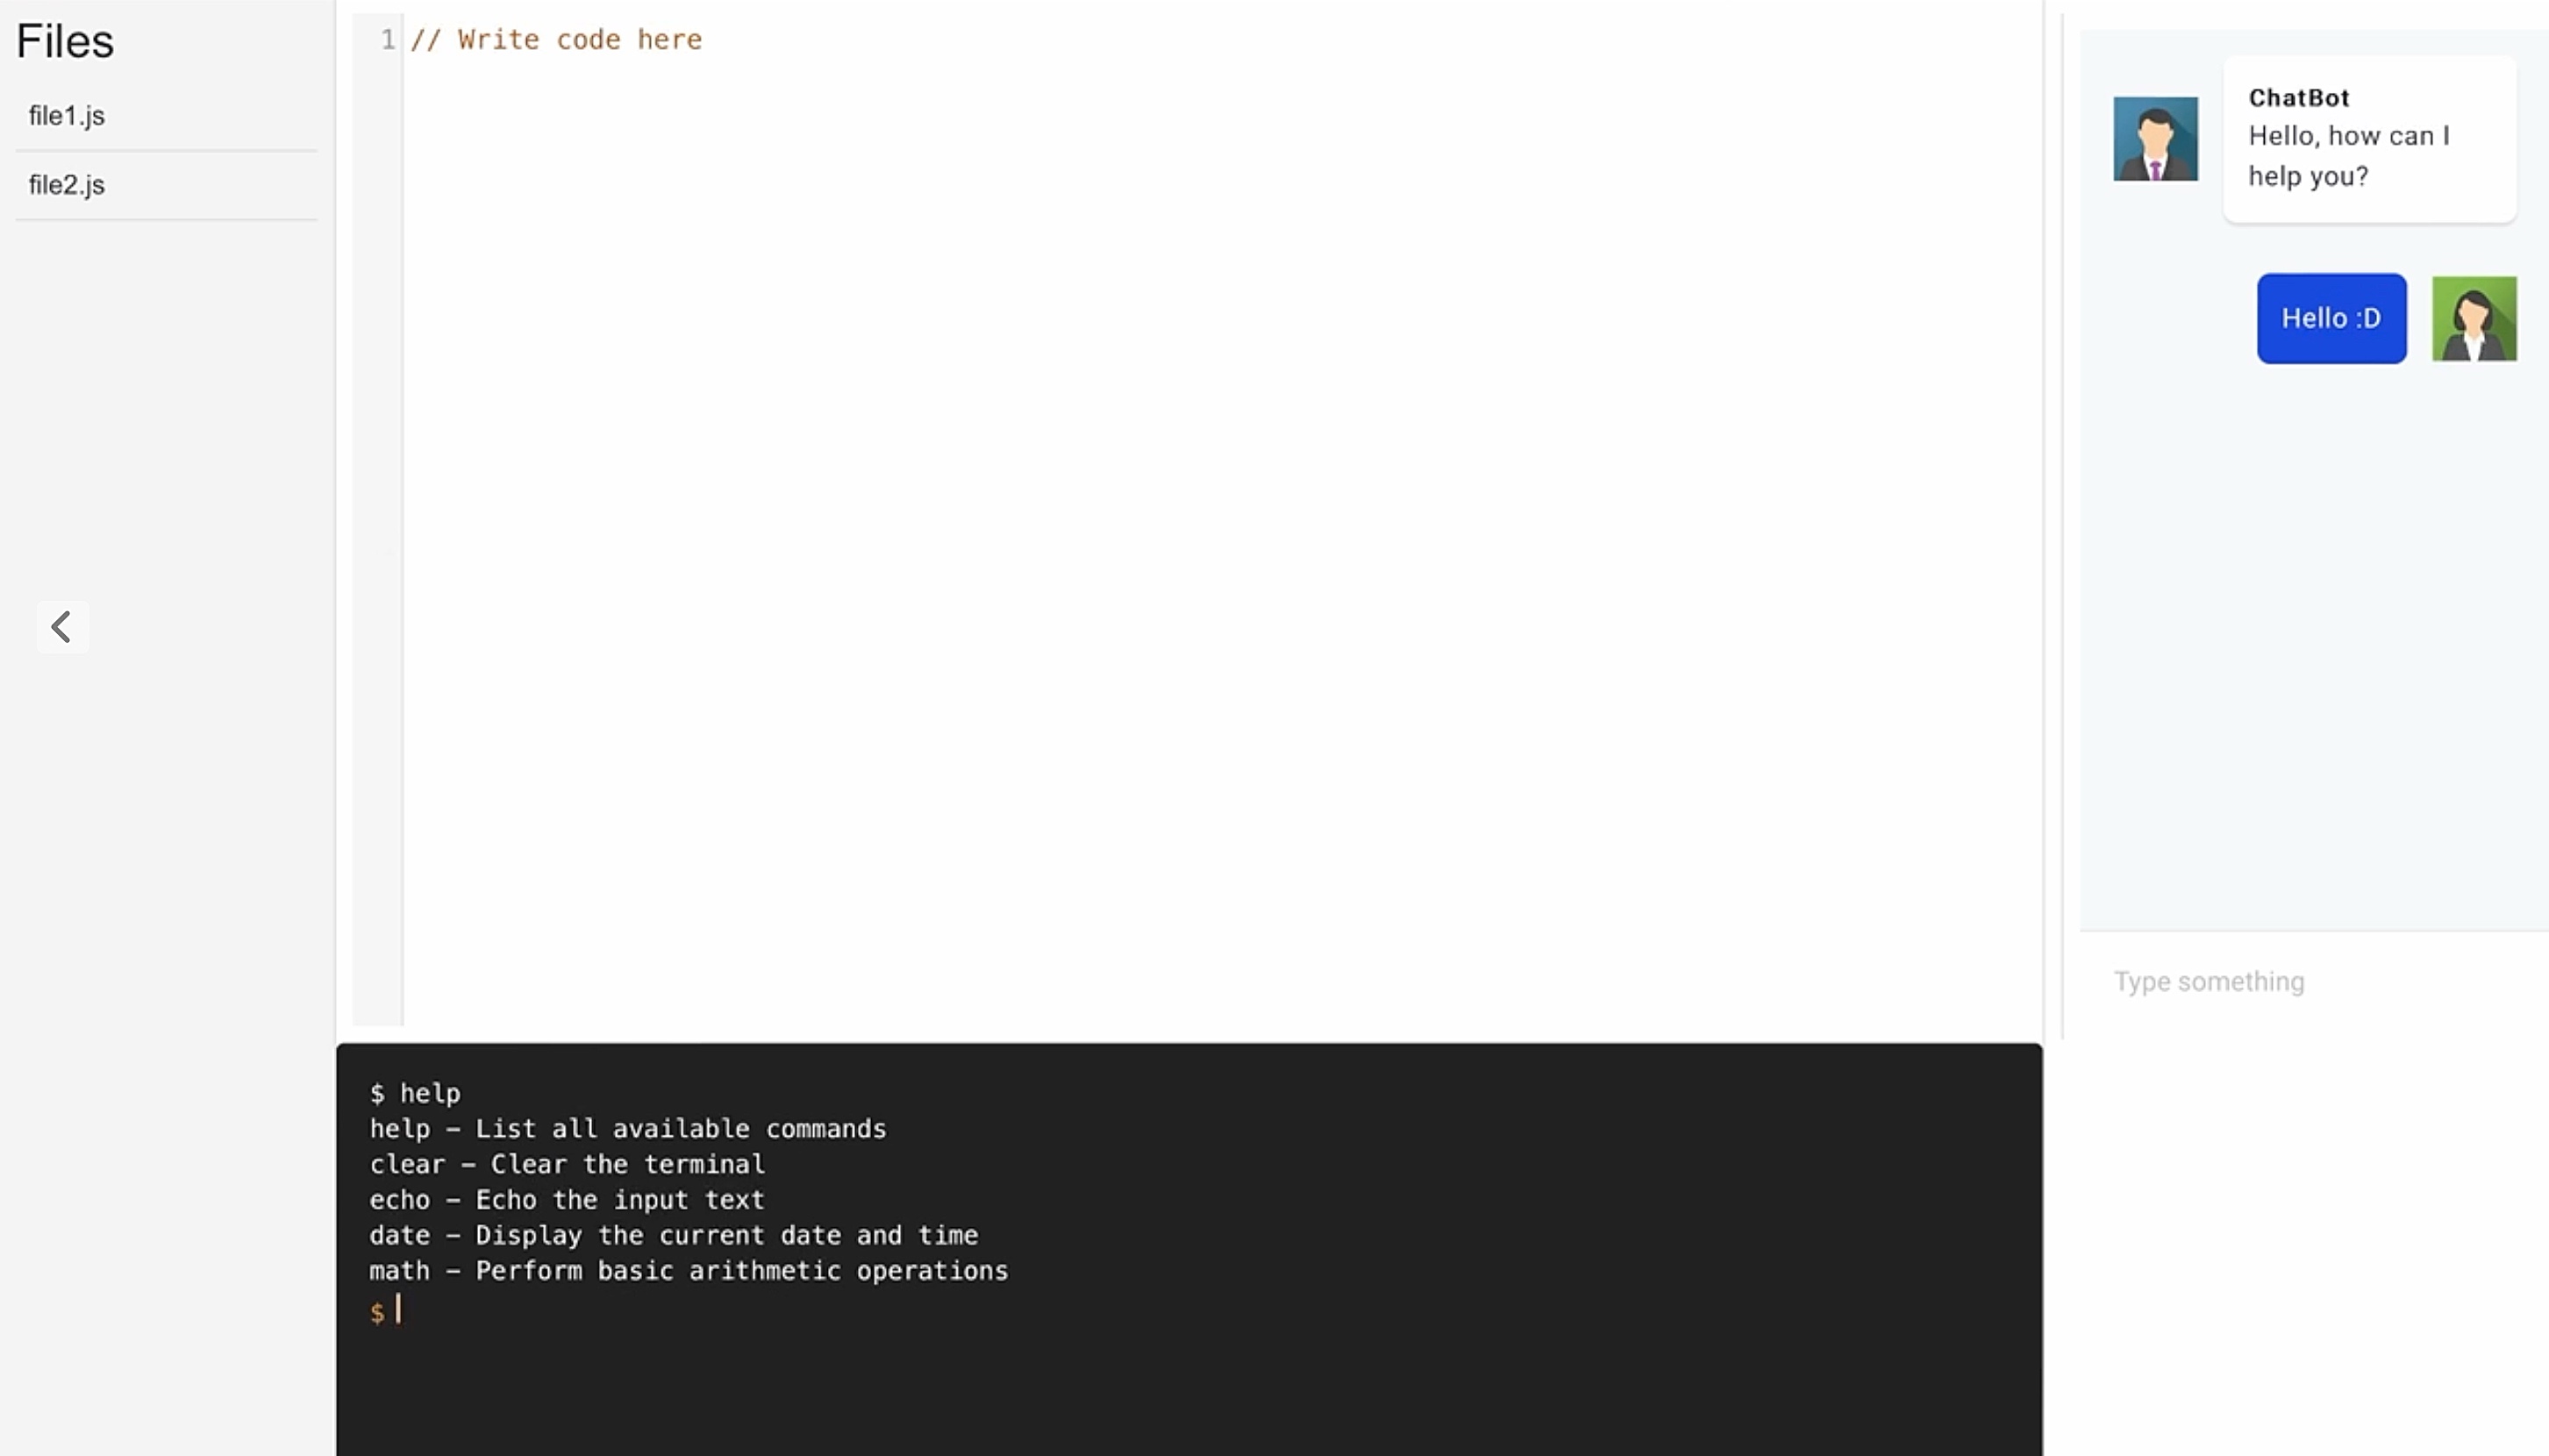 Files
file1.js
file2.js
1 // Write code here
$ help
help – List all available commands
clear – Clear the terminal
echo – Echo the input text
date – Display the current date and time
math – Perform basic arithmetic operations
$
ChatBot
Hello, how can I
help you?
Hello :D
Type something